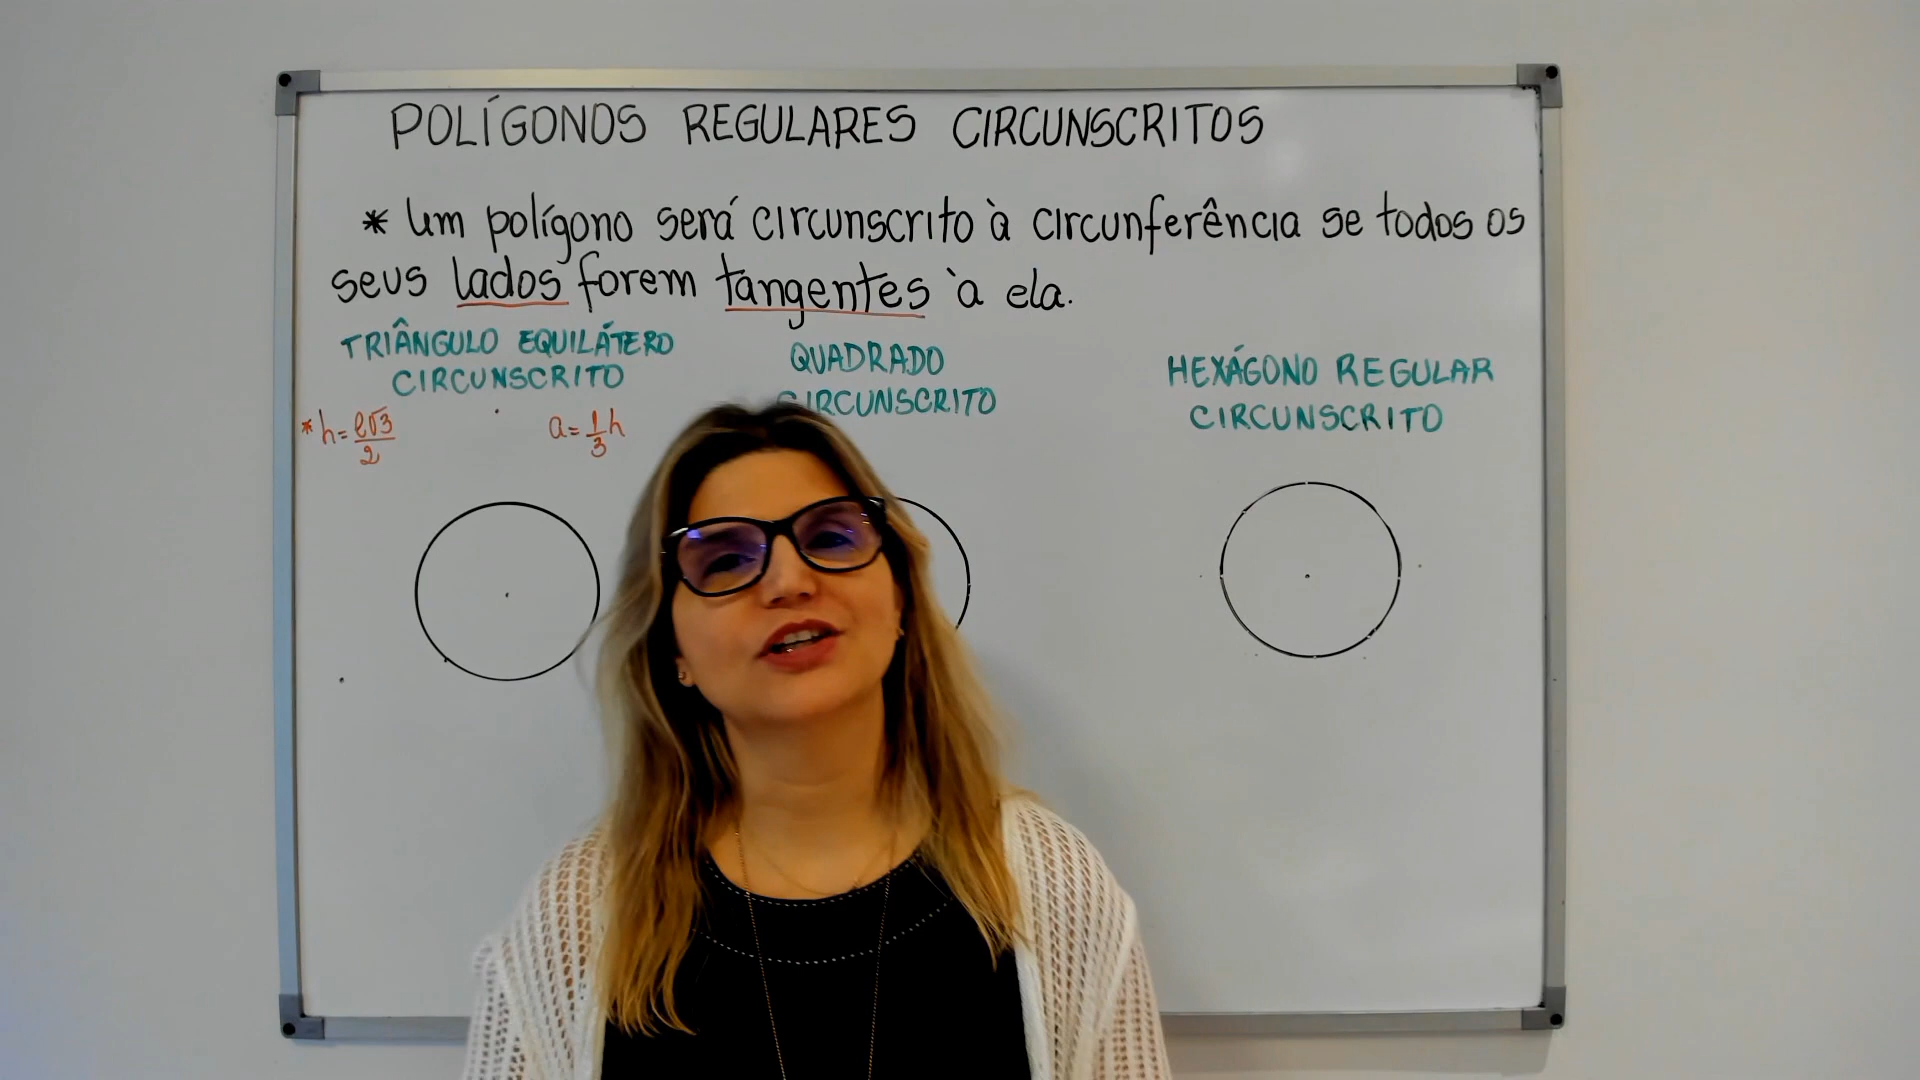 POLÍGONOS REGULARES CIRCUNSCRITOS
* Um polígono será circunscrito à circunferência se todos os
seus lados forem tangentes à ela.
TRIÂNGULO EQUILÁTERO
CIRCUNSCRITO
* h = l√3/2
a = 1/3 h
QUADRADO
CIRCUNSCRITO
HEXÁGONO REGULAR
CIRCUNSCRITO